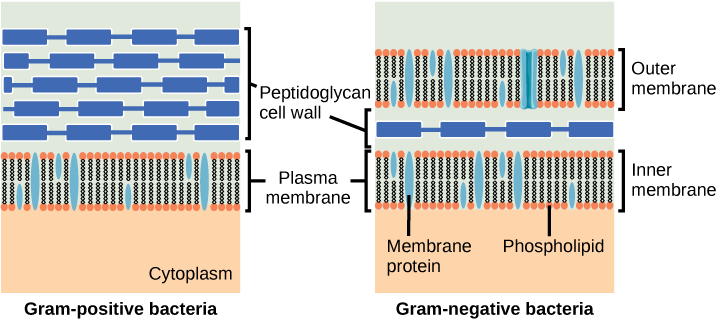 Peptidoglycan
cell wall
Plasma
membrane
Cytoplasm
Gram-positive bacteria
Outer
membrane
Inner
membrane
Membrane
protein
Phospholipid
Gram-negative bacteria